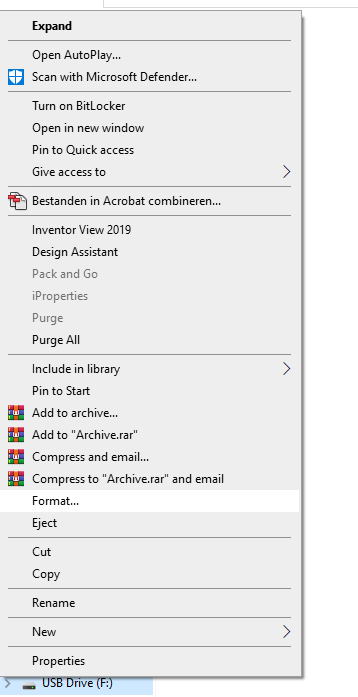 Expand
Open AutoPlay...
Scan with Microsoft Defender...
Turn on BitLocker
Open in new window
Pin to Quick access
Give access to
Bestanden in Acrobat combineren...
Inventor View 2019
Design Assistant
Pack and Go
iProperties
Purge
Purge All
Include in library
Pin to Start
Add to archive...
Add to "Archive.rar"
Compress and email...
Compress to "Archive.rar" and email
Format...
Eject
Cut
Copy
Rename
New
Properties
USB Drive (F:)